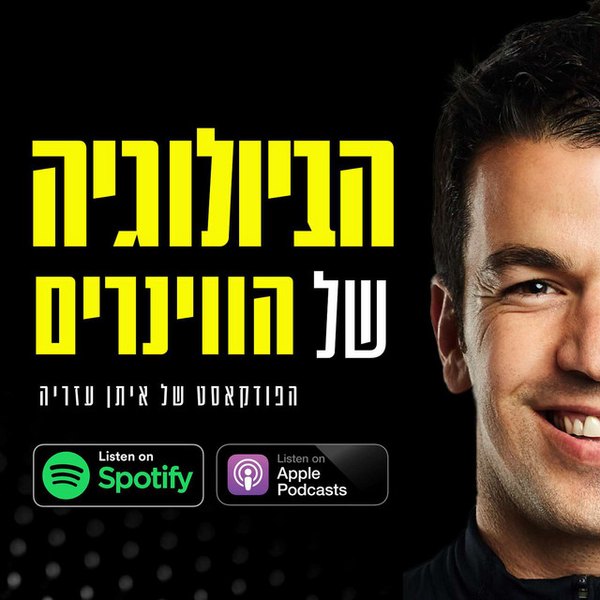 הביולוגיה
של הווינרים
הפודקאסט של איתן עזריה
Listen on
Spotify
Listen on
Apple
Podcasts